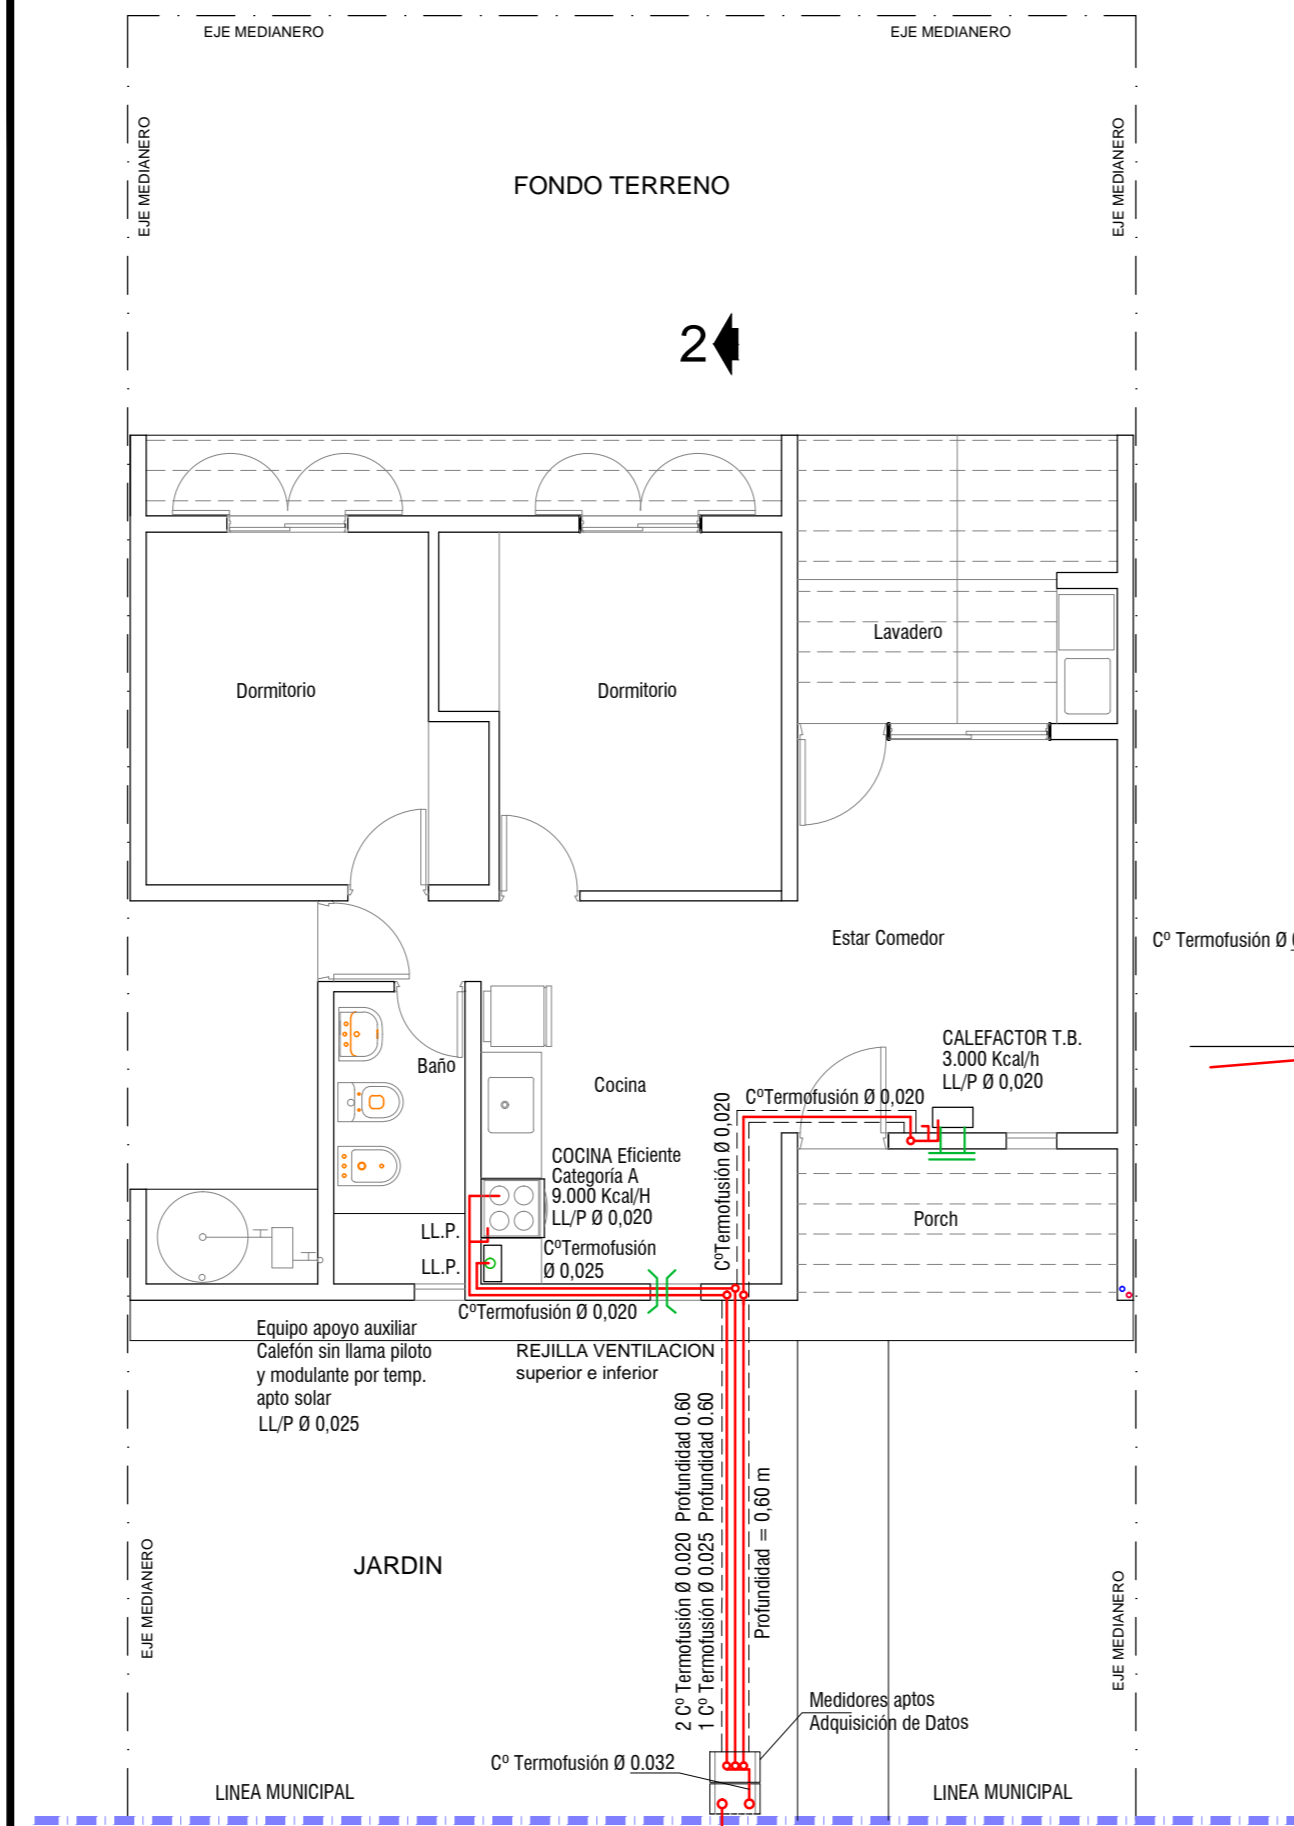 EJE MEDIANERO
EJE MEDIANERO
EJE MEDIANERO
EJE MEDIANERO
FONDO TERRENO
2
Lavadero
Dormitorio
Dormitorio
Estar Comedor
Cº Termofusión Ø
CALEFACTOR T.B.
3.000 Kcal/h
LL/P Ø 0,020
Baño
Cocina
CºTermofusión Ø 0,020
CºTermofusión Ø 0,020
COCINA Eficiente
Categoría A
9.000 Kcal/H
LL/P Ø 0,020
Porch
LL.P.
LL.P.
CºTermofusión
Ø 0,025
CºTermofusión Ø 0,020
Equipo apoyo auxiliar
Calefón sin llama piloto
y modulante por temp.
apto solar
LL/P Ø 0,025
REJILLA VENTILACION
superior e inferior
2 Cº Termofusión Ø 0.020 Profundidad 0.60
1 Cº Termofusión Ø 0.025 Profundidad 0.60
Profundidad = 0,60 m
JARDIN
EJE MEDIANERO
EJE MEDIANERO
Medidores aptos
Adquisición de Datos
Cº Termofusión Ø 0.032
LINEA MUNICIPAL
LINEA MUNICIPAL